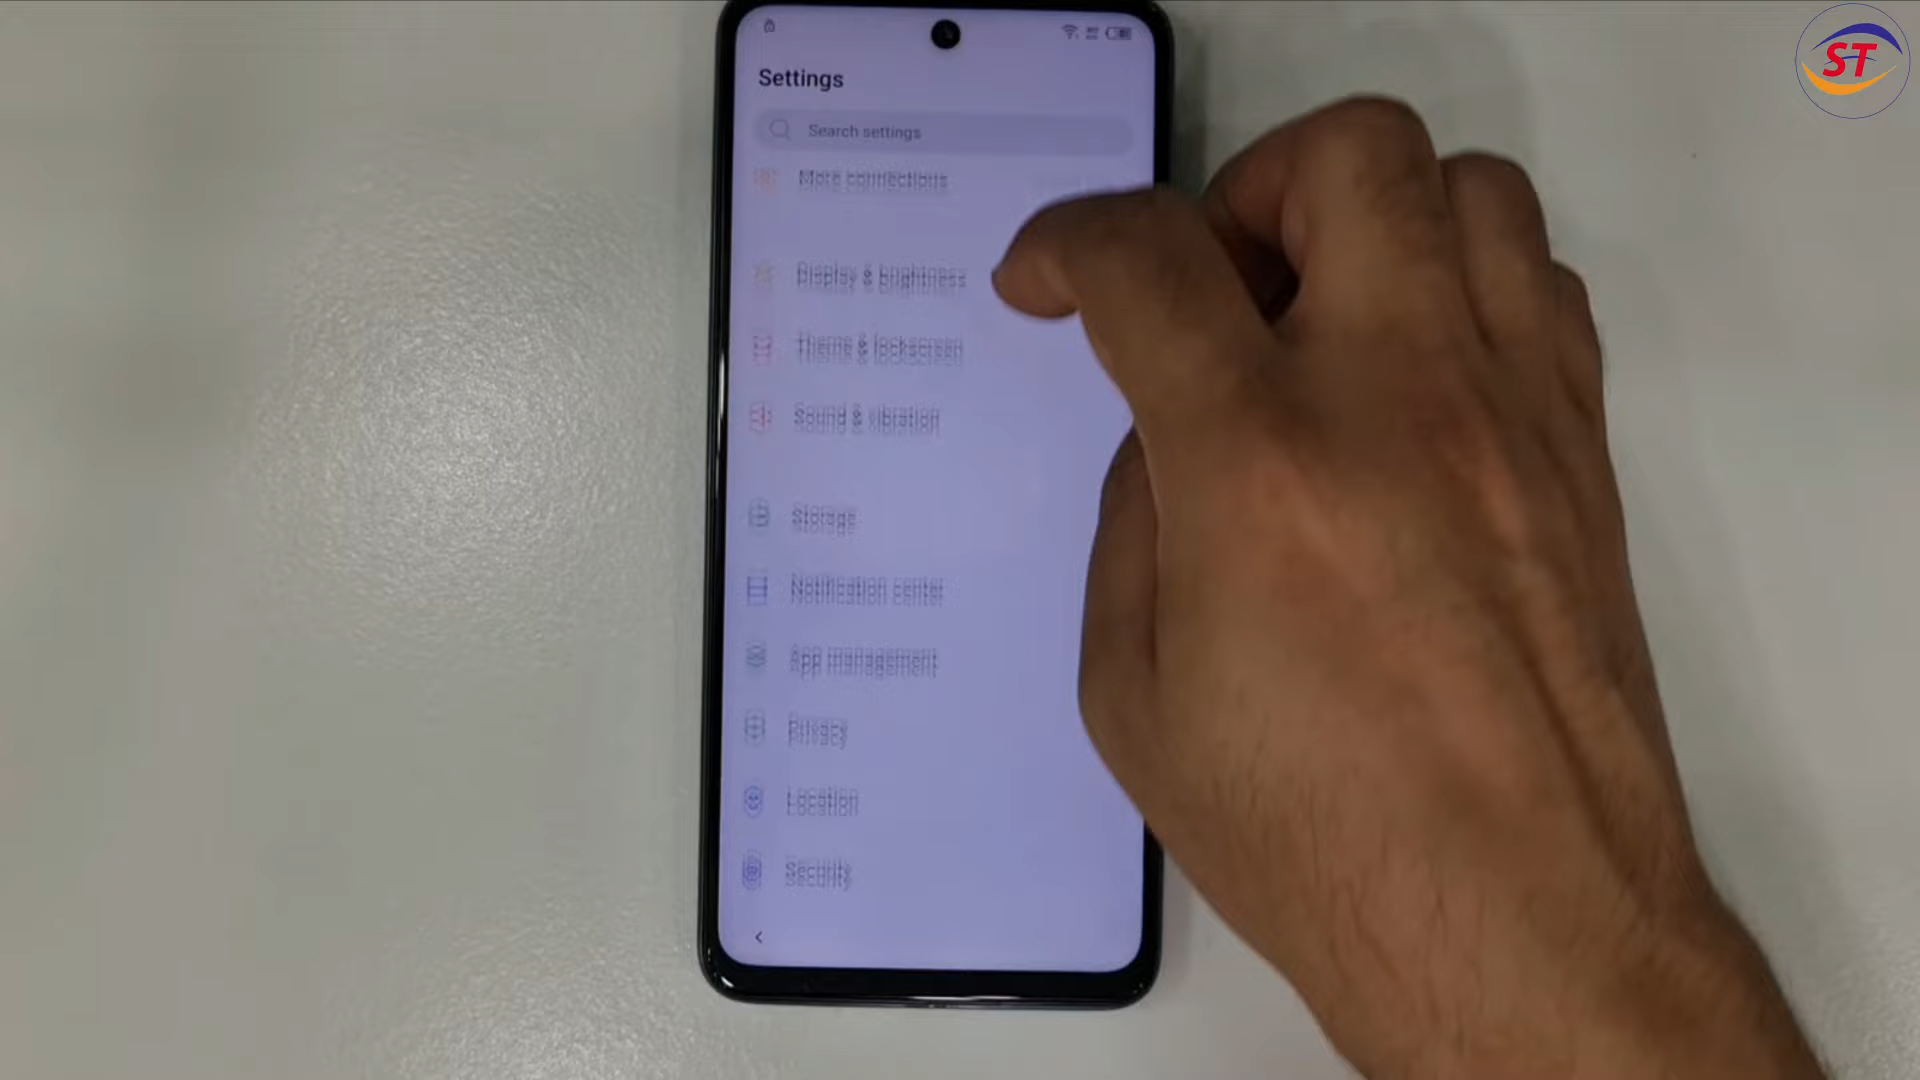 ST
Settings
Search settings
More connections
Display & brightness
Theme & lockscreen
Sound & vibration
Storage
Notification center
App management
Privacy
Location
Security